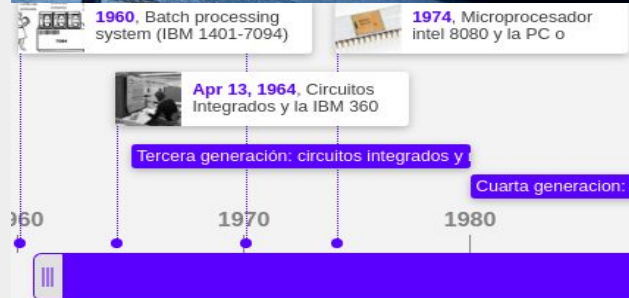 1960, Batch processing
system (IBM 1401-7094)
1974, Microprocesador
intel 8080 y la PC o
Apr 13, 1964, Circuitos
Integrados y la IBM 360
Tercera generación: circuitos integrados y
Cuarta generacion:
1960
1970
1980